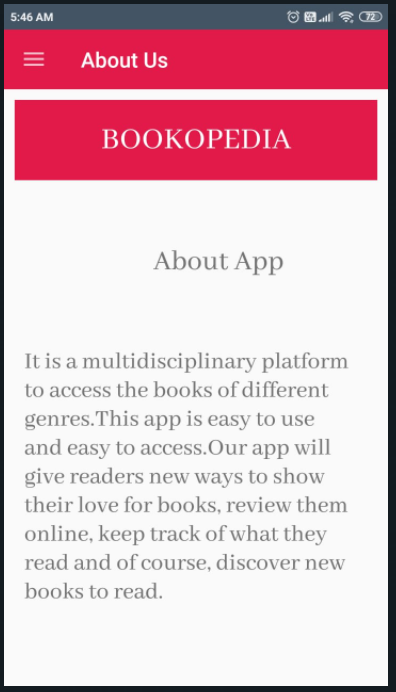 5:46 AM 72
About Us
BOOKOPEDIA
About App
It is a multidisciplinary platform
to access the books of different
genres.This app is easy to use
and easy to access.Our app will
give readers new ways to show
their love for books, review them
online, keep track of what they
read and of course, discover new
books to read.